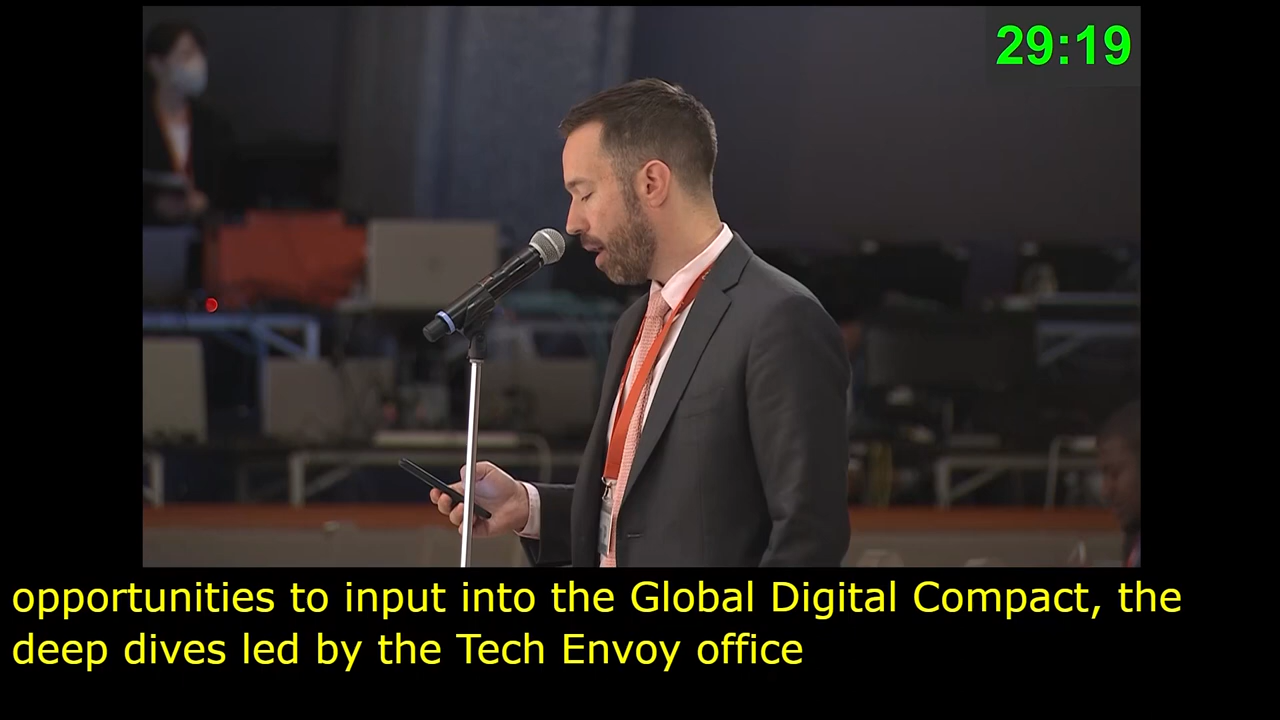 29:19
opportunities to input into the Global Digital Compact, the
deep dives led by the Tech Envoy office